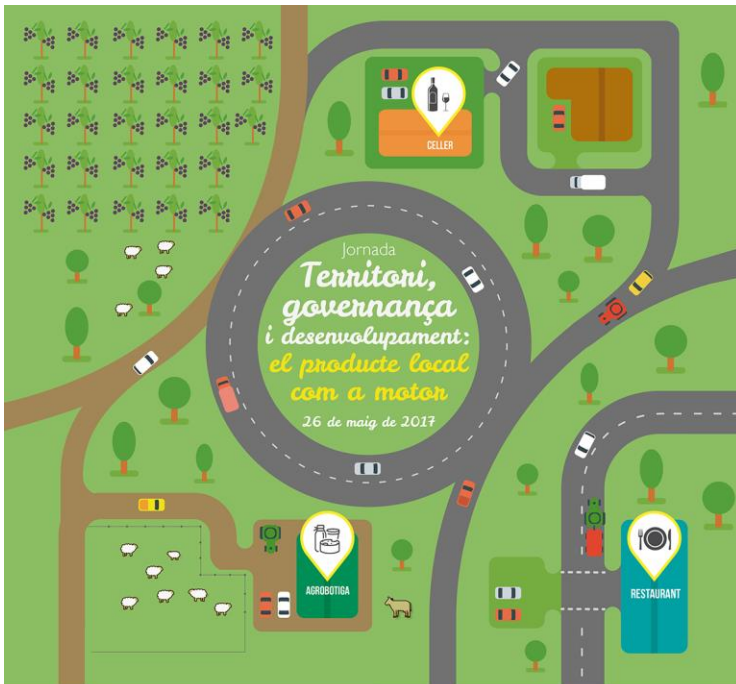 CELLER
Jornada
Territori,
governança
i desenvolupament:
el producte local
com a motor
26 de maig de 2017
AGROBOTIGA
RESTAURANT